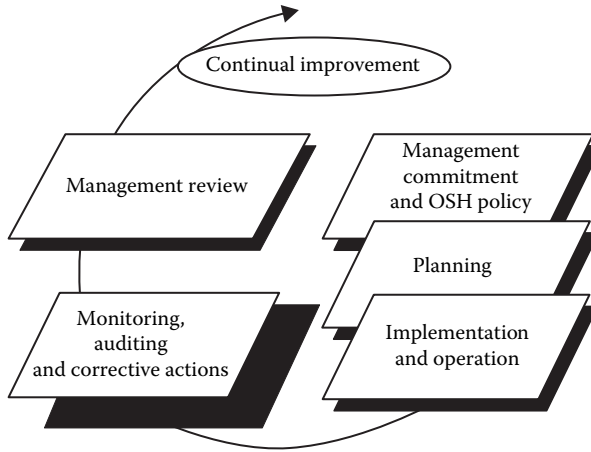 Continual improvement
Management review
Management
commitment
and OSH policy
Planning
Monitoring,
auditing
and corrective actions
Implementation
and operation